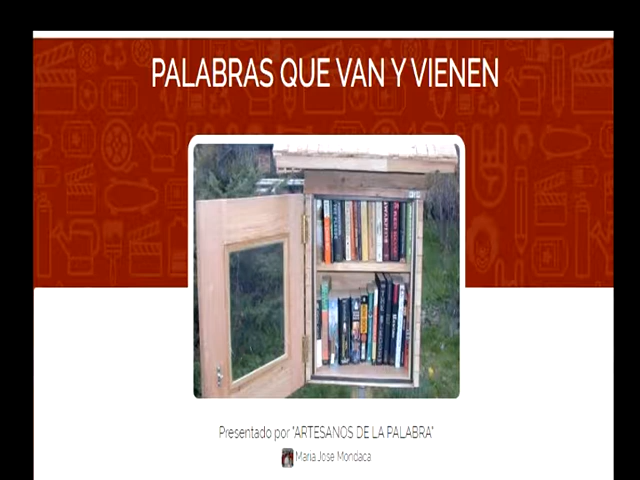 PALABRAS QUE VAN Y VIENEN
Presentado por "ARTESANOS DE LA PALABRA"
Maria Jose Mondaca